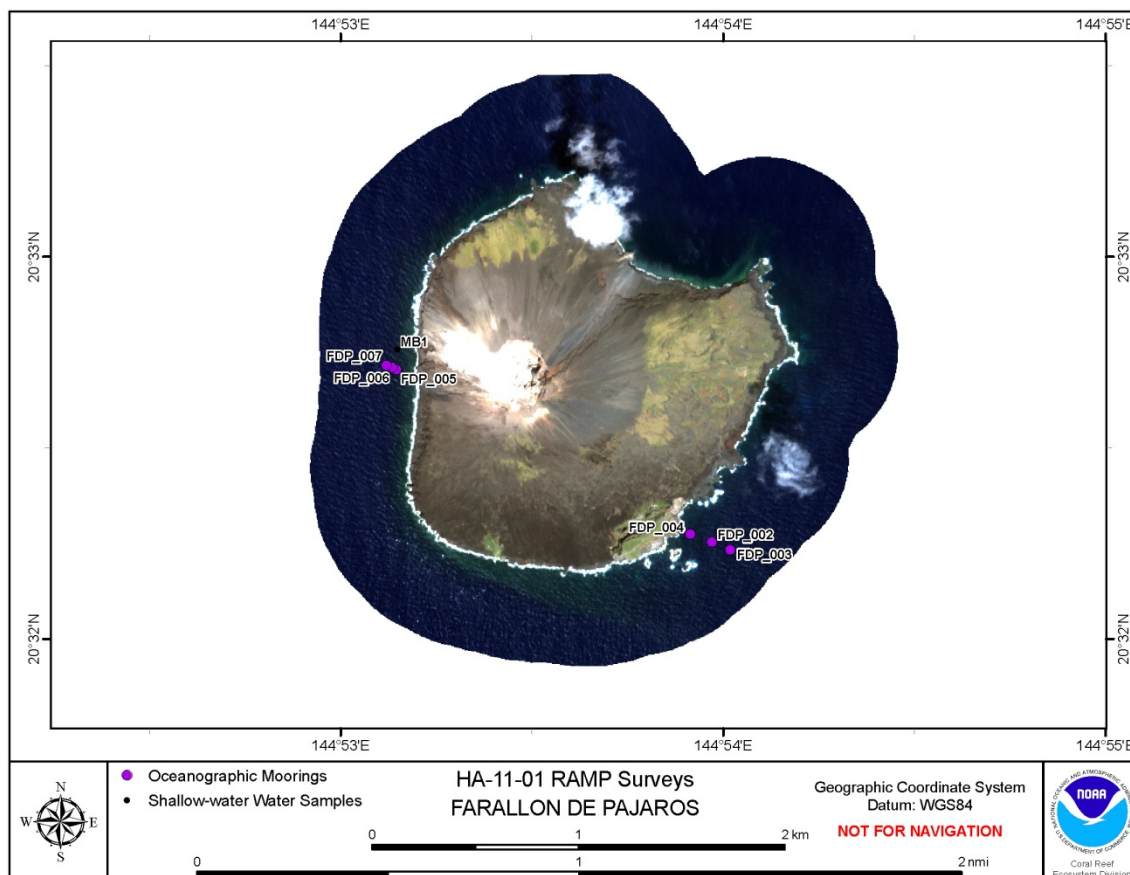 144°53'E 144°54'E 144°55'E
20°33'N 20°33'N
MB1
FDP_007
FDP_006 FDP_005
FDP_004 FDP_002
FDP_003
20°32'N 20°32'N
144°53'E 144°54'E 144°55'E
N
W E
S
Oceanographic Moorings
Shallow-water Water Samples
HA-11-01 RAMP Surveys
FARALLON DE PAJAROS
0 1 2 km
0 1 2 nmi
Geographic Coordinate System
Datum: WGS84
NOT FOR NAVIGATION
NOAA
Coral Reef
Ecosystem Division